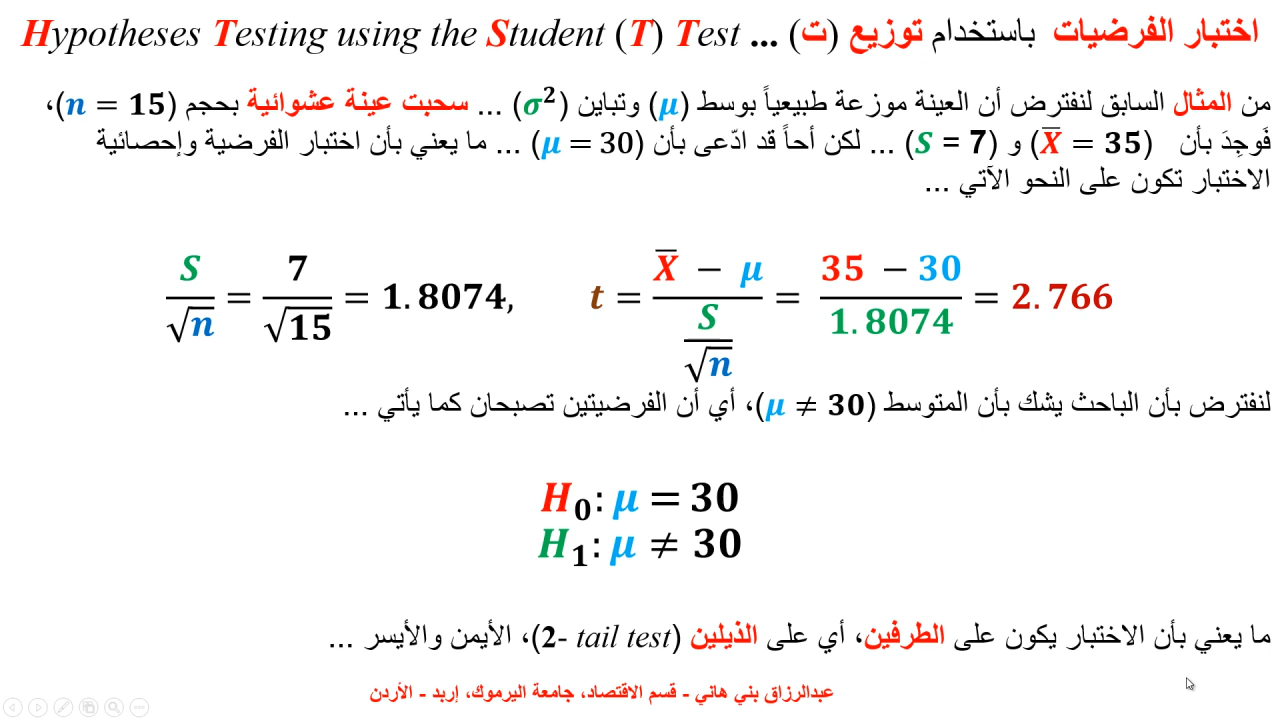 اختبار الفرضيات باستخدام توزيع (ت) ... Hypotheses Testing using the Student (T) Test
من المثال السابق لنفترض أن العينة موزعة طبيعياً بوسط (μ) وتباين (σ²) ... سحبت عينة عشوائية بحجم (n = 15)،
فَوجِدَ بأن (X̅ = 35) و (S = 7) ... لكن أحاً قد ادّعى بأن (μ = 30) ... ما يعني بأن اختبار الفرضية وإحصائية
الاختبار تكون على النحو الآتي ...
S/√n = 7/√15 = 1.8074, t = (X̅ − μ)/(S/√n) = (35 − 30)/1.8074 = 2.766
لنفترض بأن الباحث يشك بأن المتوسط (μ ≠ 30)، أي أن الفرضيتين تصبحان كما يأتي ...
H₀: μ = 30
H₁: μ ≠ 30
ما يعني بأن الاختبار يكون على الطرفين، أي على الذيلين (2- tail test)، الأيمن والأيسر ...
عبدالرزاق بني هاني - قسم الاقتصاد، جامعة اليرموك، إربد - الأردن